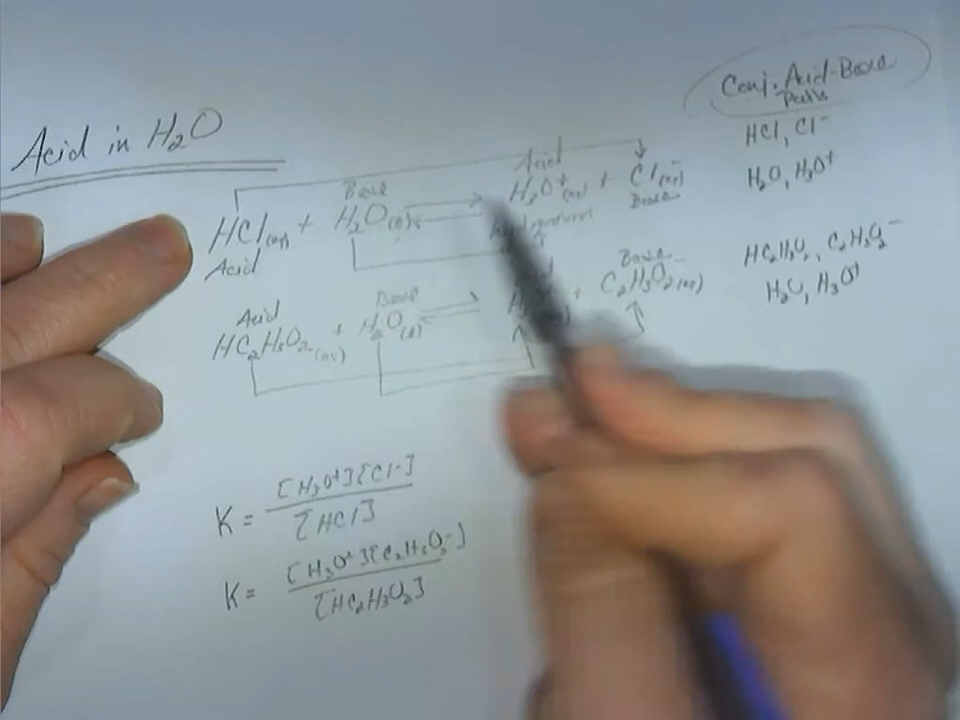 Conj. Acid-Base
Pairs
Acid in H₂O
HCl, Cl⁻
H₂O, H₃O⁺
Base
Acid
HCl(aq) + H₂O(l) ⇌ H₃O⁺(aq) + Cl⁻(aq)
Acid
hydronium
Base
HC₂H₃O₂, C₂H₃O₂⁻
H₂O, H₃O⁺
Acid
Base
Base
HC₂H₃O₂(aq) + H₂O(l) ⇌ + C₂H₃O₂⁻(aq)
K = [H₃O⁺][Cl⁻]
[HCl]
K = [H₃O⁺][C₂H₃O₂⁻]
[HC₂H₃O₂]